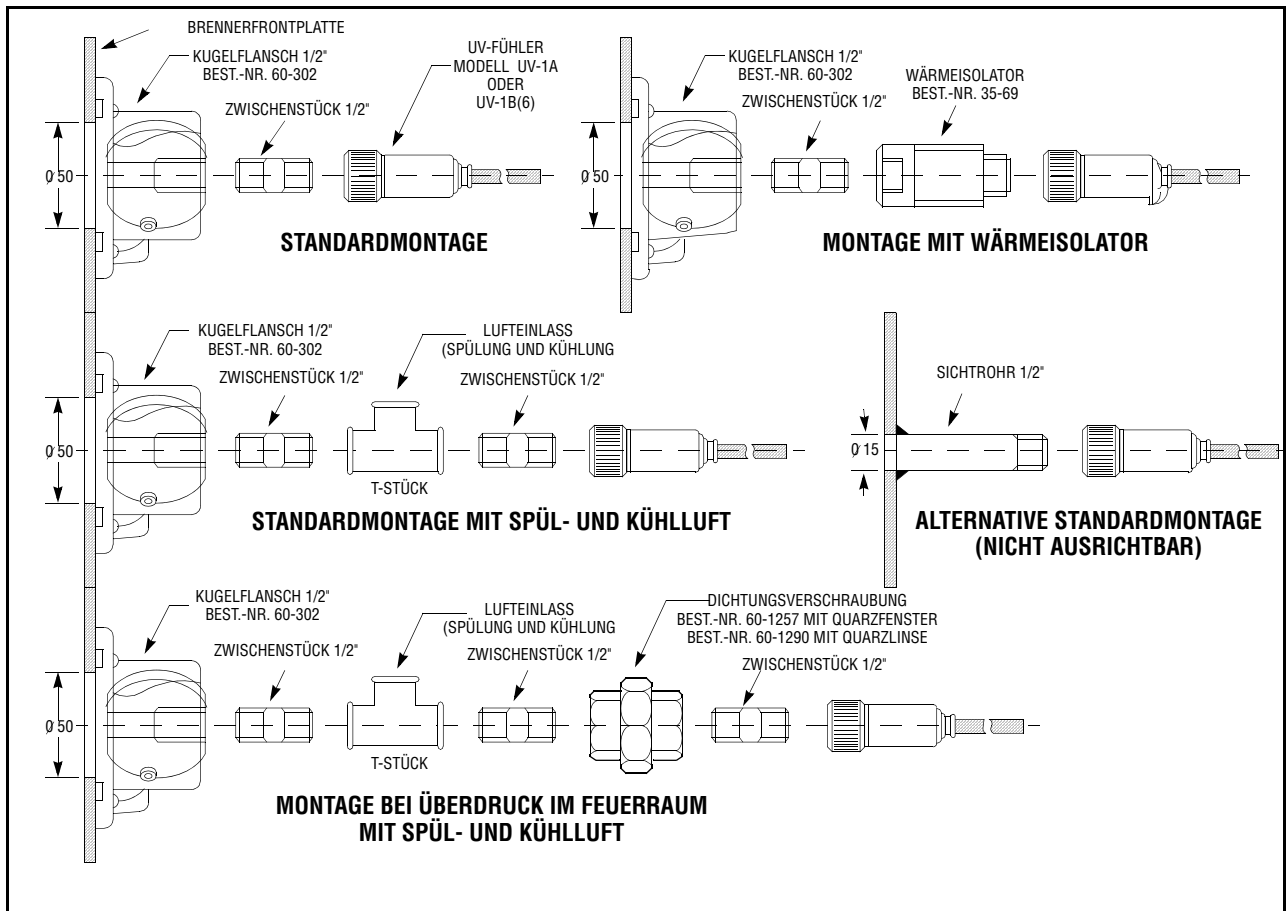 BRENNERFRONTPLATTE
KUGELFLANSCH 1/2"
BEST.-NR. 60-302
ZWISCHENSTÜCK 1/2"
UV-FÜHLER
MODELL UV-1A
ODER
UV-1B(6)
Ø 50
STANDARDMONTAGE
KUGELFLANSCH 1/2"
BEST.-NR. 60-302
ZWISCHENSTÜCK 1/2"
WÄRMEISOLATOR
BEST.-NR. 35-69
Ø 50
MONTAGE MIT WÄRMEISOLATOR
KUGELFLANSCH 1/2"
BEST.-NR. 60-302
ZWISCHENSTÜCK 1/2"
LUFTEINLASS
(SPÜLUNG UND KÜHLUNG
ZWISCHENSTÜCK 1/2"
Ø 50
T-STÜCK
STANDARDMONTAGE MIT SPÜL- UND KÜHLLUFT
SICHTROHR 1/2"
Ø 15
ALTERNATIVE STANDARDMONTAGE
(NICHT AUSRICHTBAR)
KUGELFLANSCH 1/2"
BEST.-NR. 60-302
ZWISCHENSTÜCK 1/2"
LUFTEINLASS
(SPÜLUNG UND KÜHLUNG
ZWISCHENSTÜCK 1/2"
DICHTUNGSVERSCHRAUBUNG
BEST.-NR. 60-1257 MIT QUARZFENSTER
BEST.-NR. 60-1290 MIT QUARZLINSE
ZWISCHENSTÜCK 1/2"
Ø 50
T-STÜCK
MONTAGE BEI ÜBERDRUCK IM FEUERRAUM
MIT SPÜL- UND KÜHLLUFT